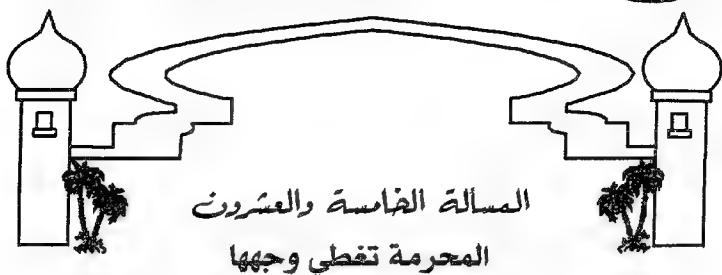 المسألة الخامسة والعشرون
المحرمة تغطي وجهها